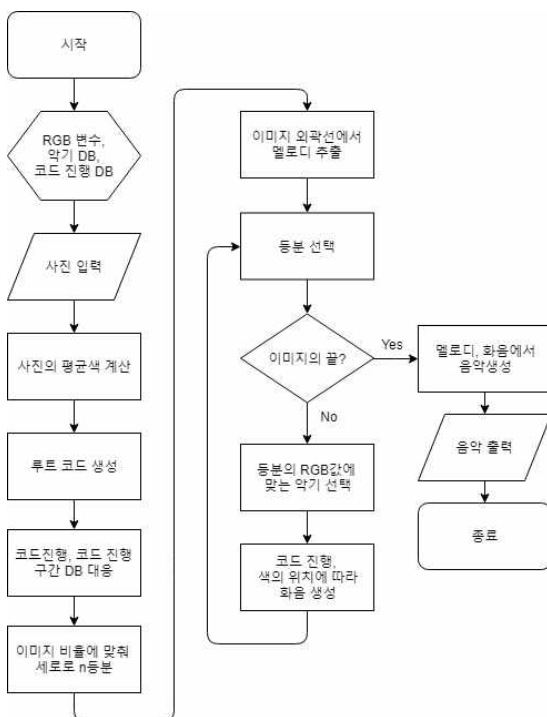 시작
RGB 변수,
악기 DB,
코드 진행 DB
사진 입력
사진의 평균색 계산
루트 코드 생성
코드진행, 코드 진행
구간 DB 대응
이미지 비율에 맞춰
세로로 n등분
이미지 외곽선에서
멜로디 추출
등분 선택
이미지의 끝?
Yes
No
등분의 RGB값에
맞는 악기 선택
코드 진행,
색의 위치에 따라
화음 생성
멜로디, 화음에서
음악생성
음악 출력
종료